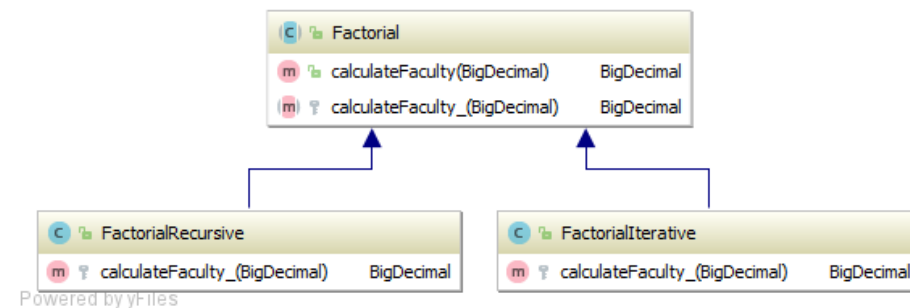 Factorial
calculateFaculty(BigDecimal) BigDecimal
calculateFaculty_(BigDecimal) BigDecimal
FactorialRecursive
calculateFaculty_(BigDecimal) BigDecimal
FactorialIterative
calculateFaculty_(BigDecimal) BigDecimal
Powered by yFiles